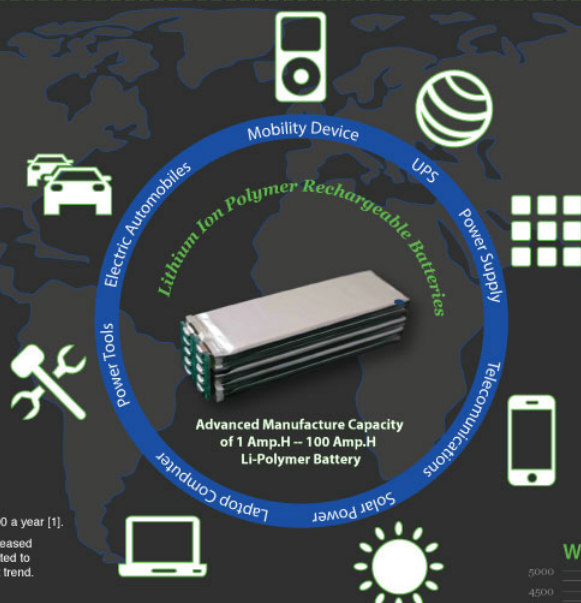 Mobility Device
UPS
Power Supply
Telecomunications
Solar Power
Laptop Computer
Power Tools
Electric Automobiles
Lithium Ion Polymer Rechargeable Batteries
Advanced Manufacture Capacity
of 1 Amp.H -- 100 Amp.H
Li-Polymer Battery
0 a year [1].
eased
ted to
trend.
W
5000
4500